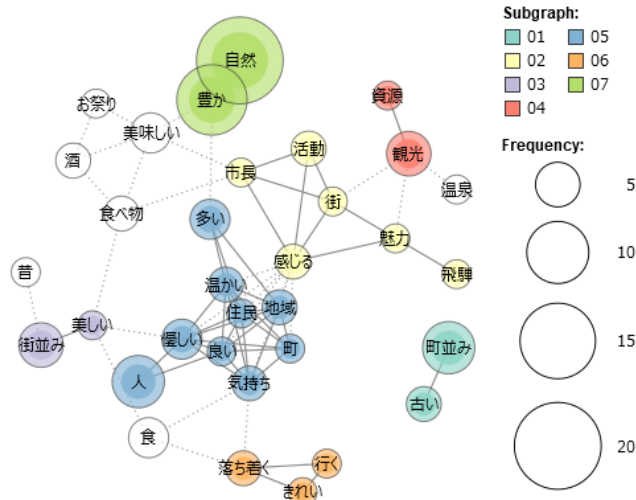 Subgraph:
01 05
02 06
03 07
04
Frequency:
5
10
15
20
自然
豊か
お祭り
美味しい
酒
食べ物
資源
観光
温泉
活動
市長
街
魅力
飛騨
感じる
多い
温かい
住民
地域
優しい
良い
町
気持ち
人
昔
美しい
街並み
町並み
古い
食
落ち着く
行く
きれい